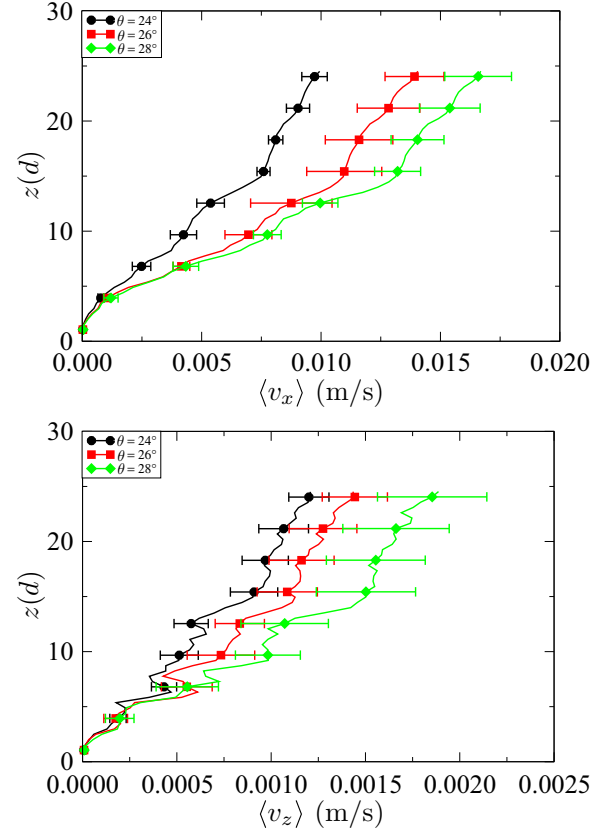 30
θ = 24°
θ = 26°
θ = 28°
20
z(d)
10
0
0.000 0.005 0.010 0.015 0.020
⟨v_x⟩ (m/s)
30
θ = 24°
θ = 26°
θ = 28°
20
z(d)
10
0
0.0000 0.0005 0.0010 0.0015 0.0020 0.0025
⟨v_z⟩ (m/s)